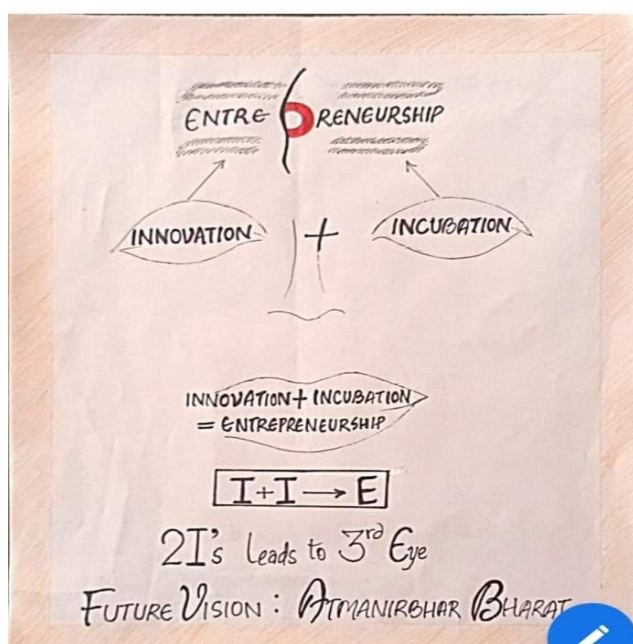 ENTREPRENEURSHIP
INNOVATION + INCUBATION
INNOVATION + INCUBATION
= ENTREPRENEURSHIP
I+I → E
2I's Leads to 3rd Eye
FUTURE VISION : ATMANIRBHAR BHARAT